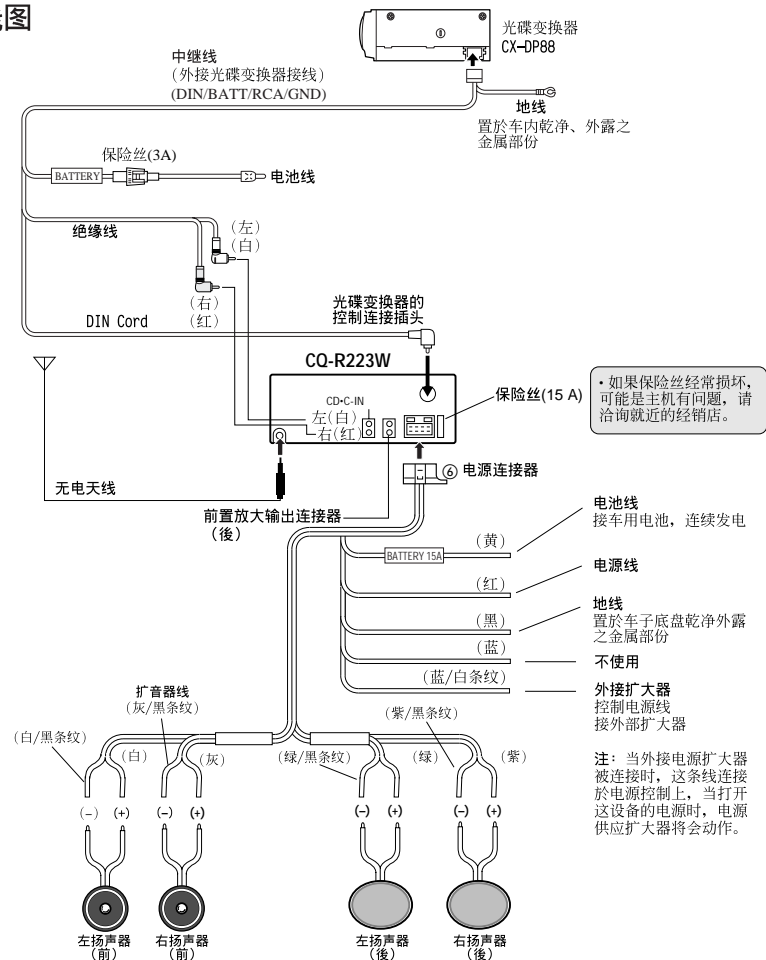 线图
光碟变换器
CX-DP88
中继线
(外接光碟变换器接线)
(DIN/BATT/RCA/GND)
地线
置於车内乾净、外露之
金属部份
保险丝(3A)
BATTERY
电池线
绝缘线
(左)
(白)
(右)
(红)
DIN Cord
光碟变换器的
控制连接插头
CQ-R223W
CD•C-IN
左(白)
右(红)
保险丝(15 A)
・如果保险丝经常损坏，
可能是主机有问题，请
洽询就近的经销店。
无电天线
⑥ 电源连接器
前置放大输出连接器
(後)
(黄)
BATTERY 15A
电池线
接车用电池，连续发电
(红)
电源线
(黑)
地线
置於车子底盘乾净外露
之金属部份
(蓝)
不使用
(蓝/白条纹)
外接扩大器
控制电源线
接外部扩大器
注：当外接电源扩大器
被连接时，这条线连接
於电源控制上，当打开
这设备的电源时，电源
供应扩大器将会动作。
扩音器线
(灰/黑条纹)
(紫/黑条纹)
(白/黑条纹)
(白)
(灰)
(绿/黑条纹)
(绿)
(紫)
(-) (+) (-) (+) (-) (+) (-) (+)
左扬声器
(前)
右扬声器
(前)
左扬声器
(後)
右扬声器
(後)